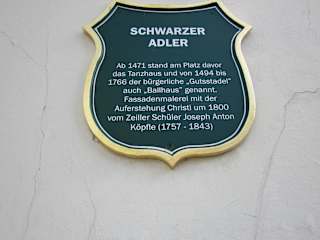 SCHWARZER
ADLER
Ab 1471 stand am Platz davor
das Tanzhaus und von 1494 bis
1766 der bürgerliche „Gutsstadel"
auch „Ballhaus" genannt.
Fassadenmalerei mit der
Auferstehung Christi um 1800
vom Zeiller Schüler Joseph Anton
Köpfle (1757 - 1843)